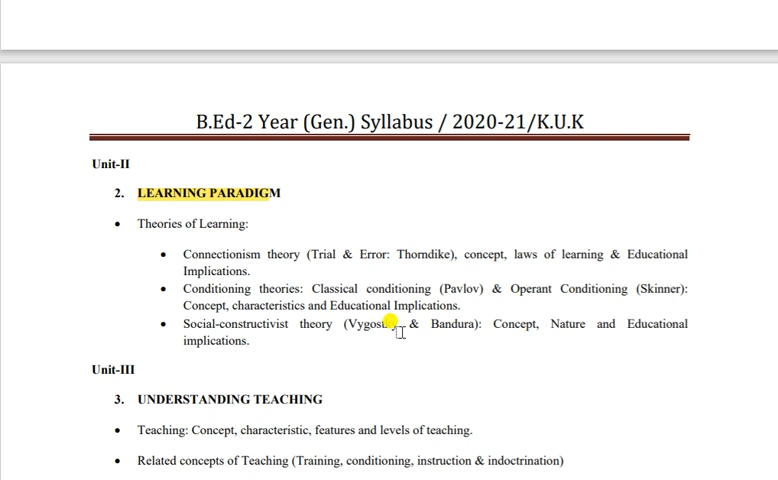 B.Ed-2 Year (Gen.) Syllabus / 2020-21/K.U.K
Unit-II
2. LEARNING PARADIGM
• Theories of Learning:
• Connectionism theory (Trial & Error: Thorndike), concept, laws of learning & Educational
Implications.
• Conditioning theories: Classical conditioning (Pavlov) & Operant Conditioning (Skinner):
Concept, characteristics and Educational Implications.
• Social-constructivist theory & Bandura): Concept, Nature and Educational
implications.
Unit-III
3. UNDERSTANDING TEACHING
• Teaching: Concept, characteristic, features and levels of teaching.
• Related concepts of Teaching (Training, conditioning, instruction & indoctrination)